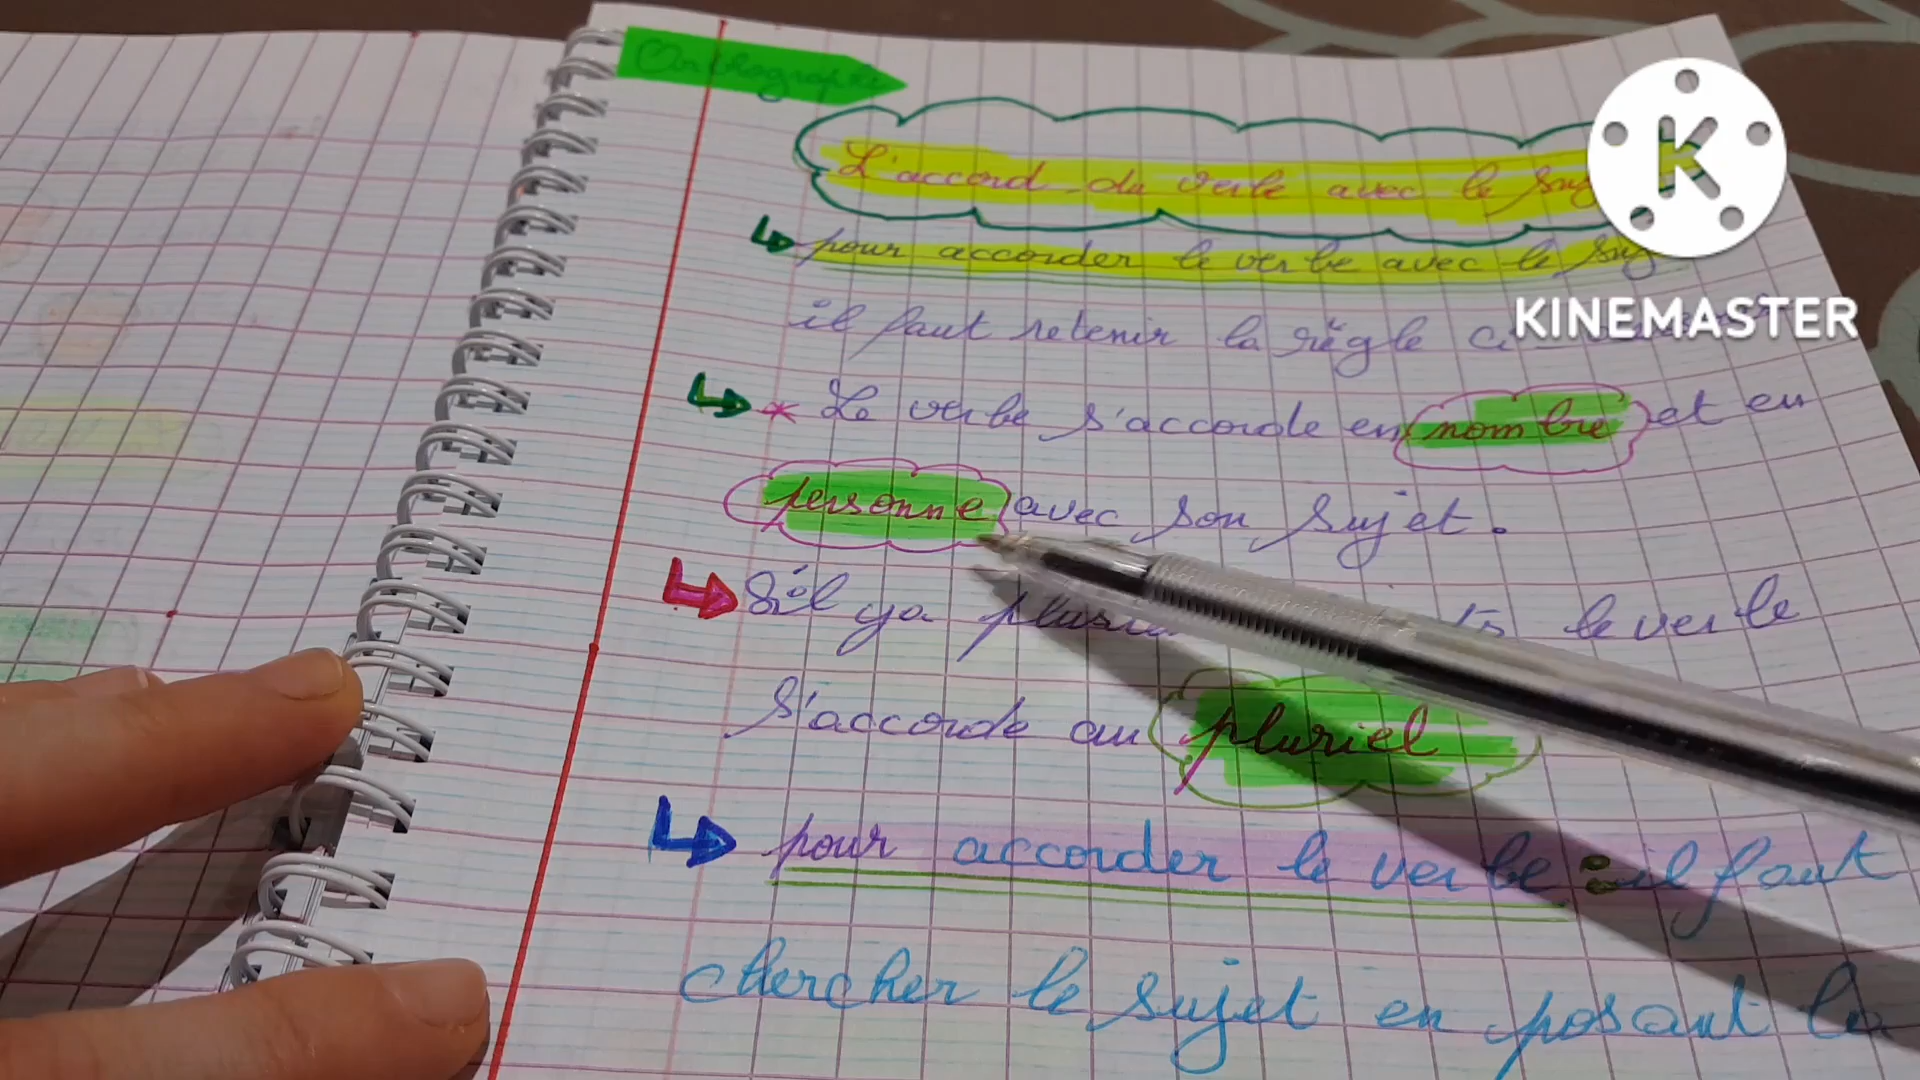 Orthographe
L'accord du verbe avec le
pour accorder le verbe avec le
il faut retenir la règle
* Le verbe s'accorde en nombre et en
personne avec son sujet.
S'il ya le verbe
s'accorde au pluriel
pour accorder le verbe : il faut
chercher le sujet en posant la
K
KINEMASTER